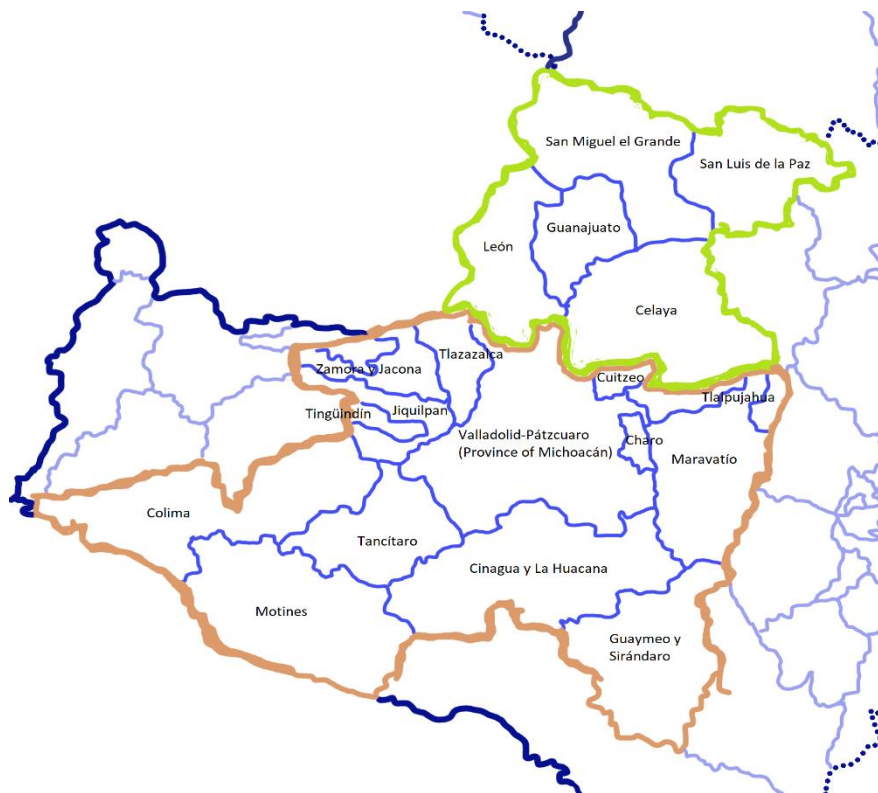 San Miguel el Grande
San Luis de la Paz
Guanajuato
León
Celaya
Tlazazalca
Zamora y Jacona
Cuitzeo
Tlalpujahua
Tingüindín
Jiquilpan
Valladolid-Pátzcuaro
(Province of Michoacán)
Charo
Maravatío
Colima
Tancítaro
Cinagua y La Huacana
Motines
Guaymeo y
Sirándaro